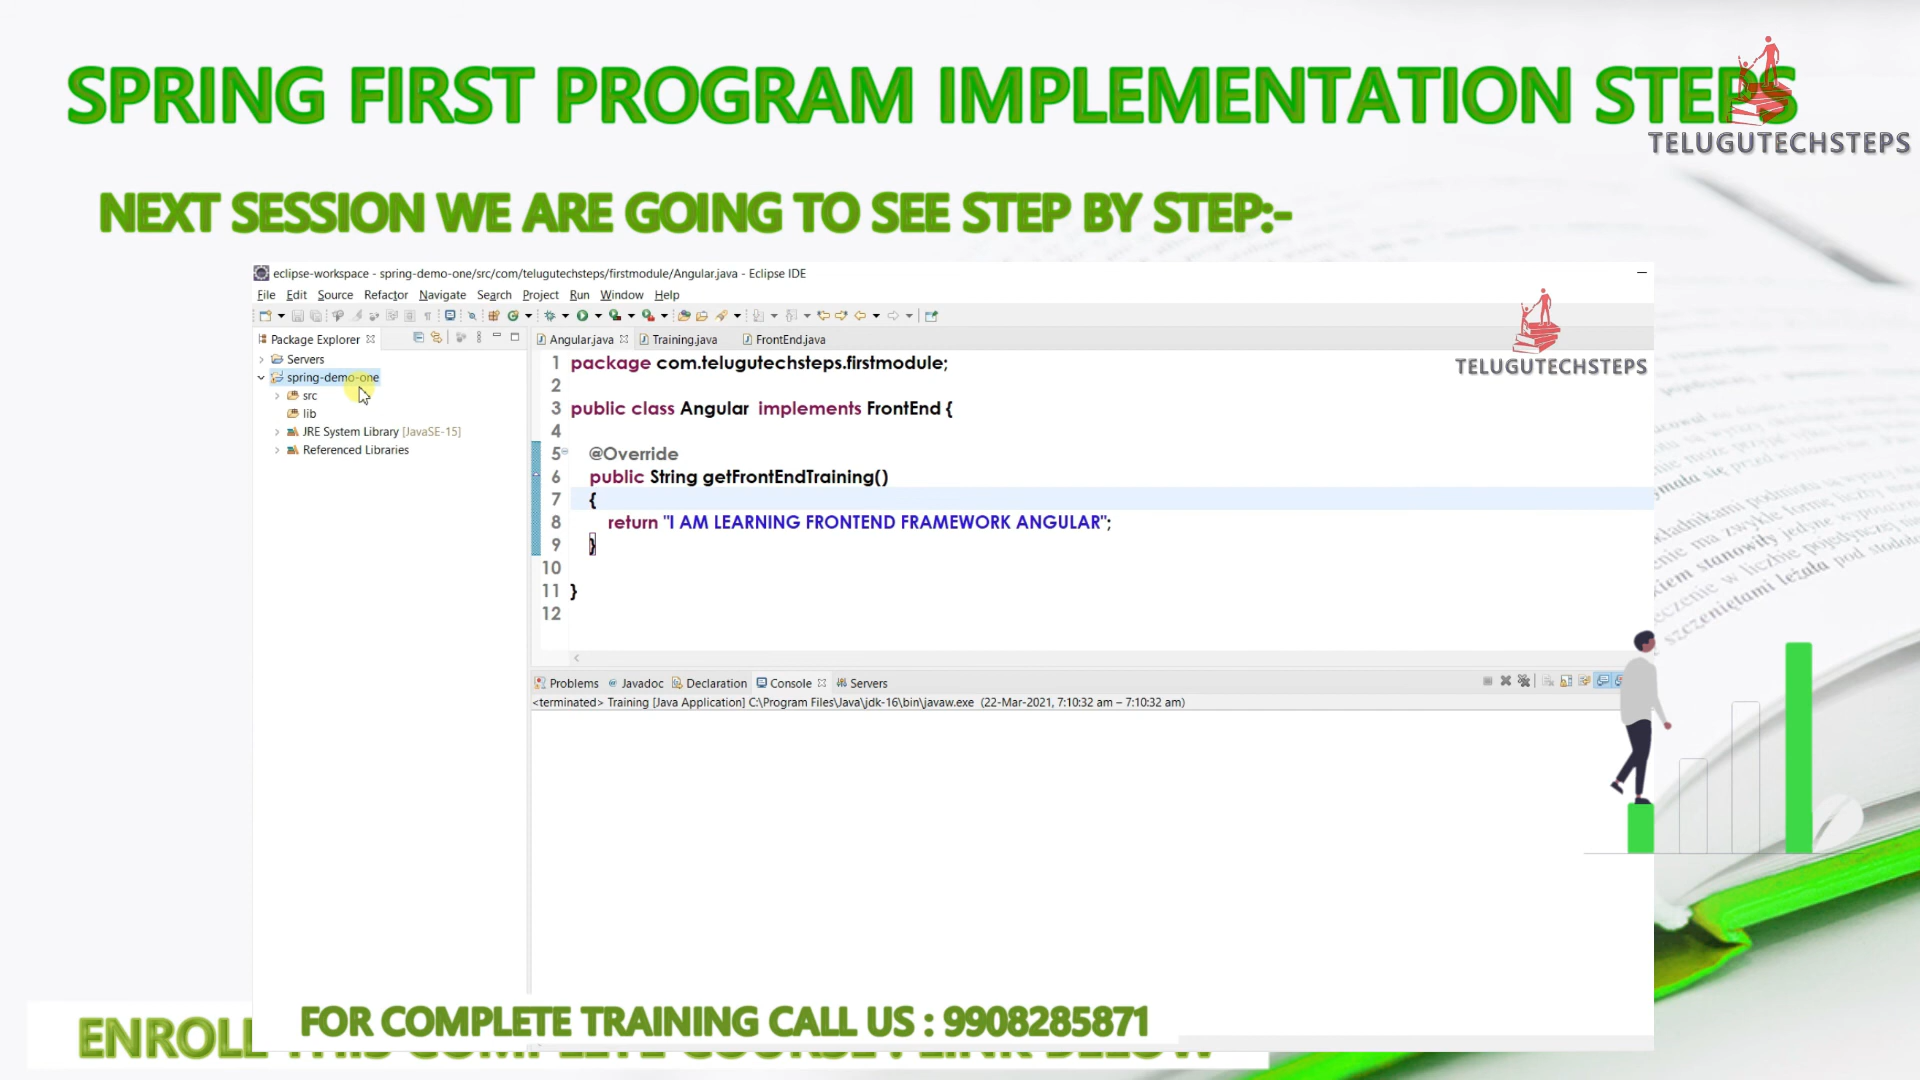 SPRING FIRST PROGRAM IMPLEMENTATION STEPS
TELUGUTECHSTEPS
NEXT SESSION WE ARE GOING TO SEE STEP BY STEP:-
eclipse-workspace - spring-demo-one/src/com/telugutechsteps/firstmodule/Angular.java - Eclipse IDE
File Edit Source Refactor Navigate Search Project Run Window Help
Package Explorer
Servers
spring-demo-one
src
lib
JRE System Library [JavaSE-15]
Referenced Libraries
Angular.java Training.java FrontEnd.java
TELUGUTECHSTEPS
1 package com.telugutechsteps.firstmodule;
2
3 public class Angular implements FrontEnd {
4
5 @Override
6 public String getFrontEndTraining()
7 {
8 return "I AM LEARNING FRONTEND FRAMEWORK ANGULAR";
9 }
10
11 }
12
Problems Javadoc Declaration Console Servers
<terminated> Training [Java Application] C:\Program Files\Java\jdk-16\bin\javaw.exe (22-Mar-2021, 7:10:32 am – 7:10:32 am)
FOR COMPLETE TRAINING CALL US : 9908285871
ENROLL THIS COMPLETE COURSE : LINK BELOW